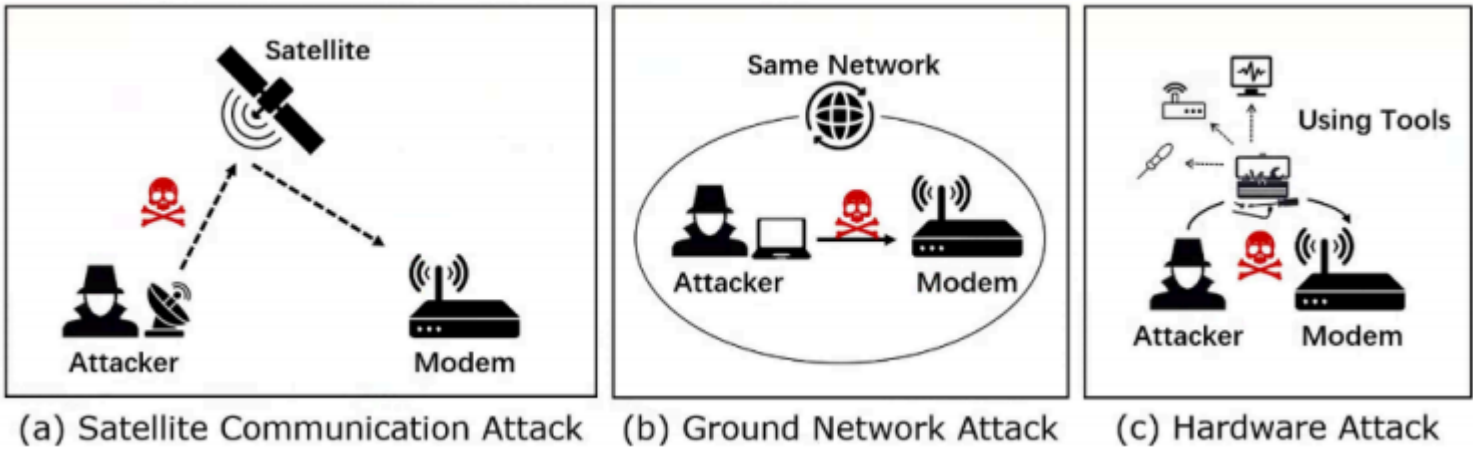 Satellite
Attacker
Modem
(a) Satellite Communication Attack
Same Network
Attacker
Modem
(b) Ground Network Attack
Using Tools
Attacker
Modem
(c) Hardware Attack